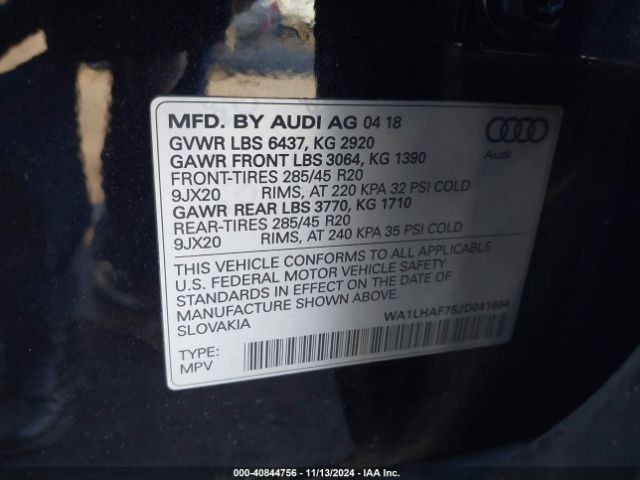 MFD. BY AUDI AG 04 18
GVWR LBS 6437, KG 2920
GAWR FRONT LBS 3064, KG 1390
FRONT-TIRES 285/45 R20
9JX20 RIMS, AT 220 KPA 32 PSI COLD
GAWR REAR LBS 3770, KG 1710
REAR-TIRES 285/45 R20
9JX20 RIMS, AT 240 KPA 35 PSI COLD
Audi
THIS VEHICLE CONFORMS TO ALL APPLICABLE
U.S. FEDERAL MOTOR VEHICLE SAFETY
STANDARDS IN EFFECT ON THE DATE OF
MANUFACTURE SHOWN ABOVE.
SLOVAKIA
WA1LHAF75JD041864
TYPE:
MPV
000-40844756 - 11/13/2024 - IAA Inc.